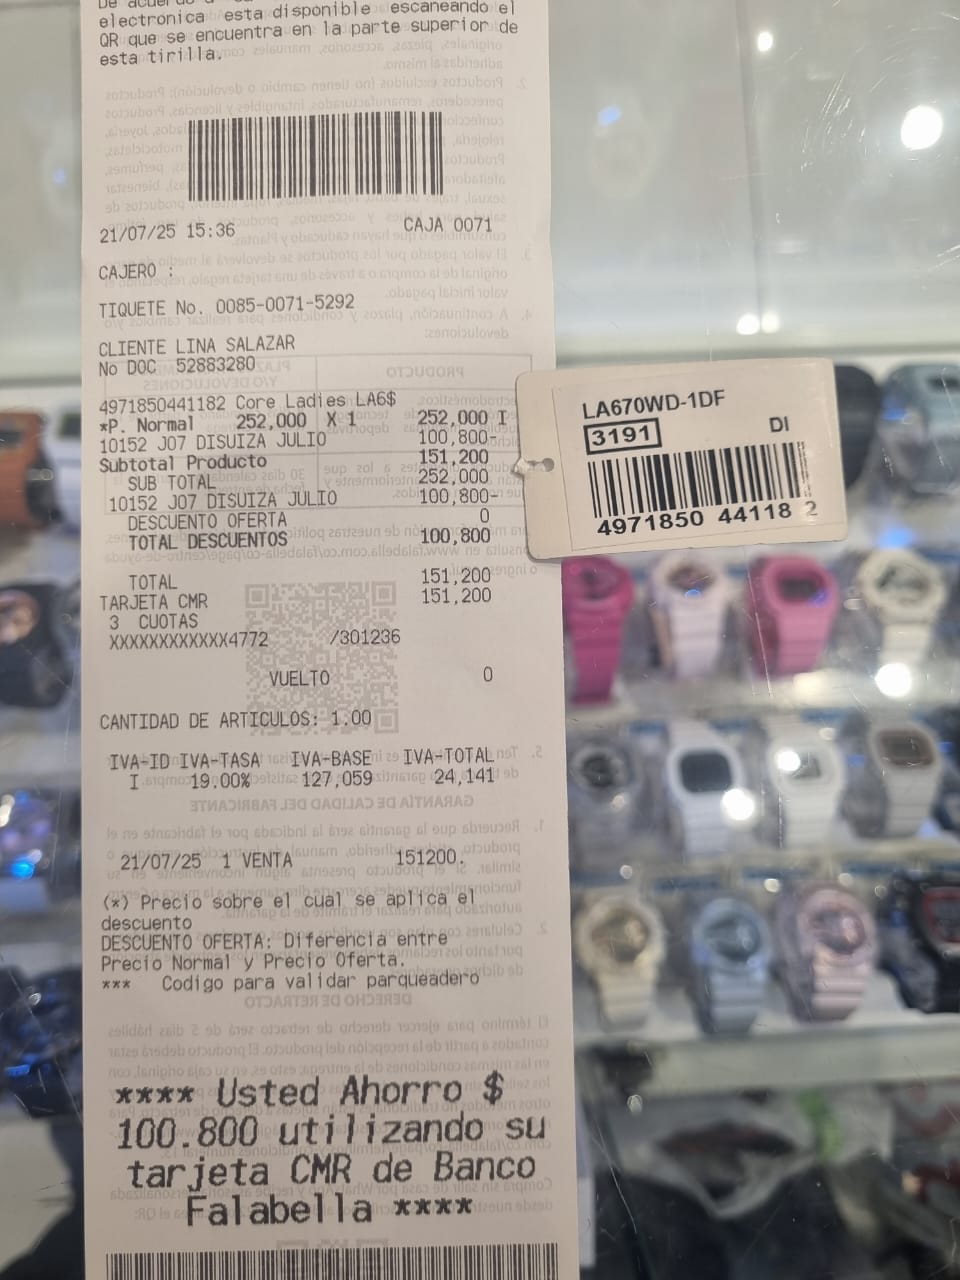 De acuerdo a
electronica esta disponible escaneando el
QR que se encuentra en la parte superior de
esta tirilla.
21/07/25 15:36 CAJA 0071
CAJERO :
TIQUETE No. 0085-0071-5292
CLIENTE LINA SALAZAR
No DOC 52883280
4971850441182 Core Ladies LA6$
*P. Normal 252,000 X 1 252,000 I
10152 J07 DISUIZA JULIO 100,800-
Subtotal Producto 151,200
SUB TOTAL 252,000
10152 J07 DISUIZA JULIO 100,800-
DESCUENTO OFERTA 0
TOTAL DESCUENTOS 100,800
TOTAL 151,200
TARJETA CMR 151,200
3 CUOTAS
XXXXXXXXXXXX4772 /301236
VUELTO 0
CANTIDAD DE ARTICULOS: 1.00
IVA-ID IVA-TASA IVA-BASE IVA-TOTAL
I 19.00% 127,059 24,141
21/07/25 1 VENTA 151200.
(*) Precio sobre el cual se aplica el
descuento
DESCUENTO OFERTA: Diferencia entre
Precio Normal y Precio Oferta.
*** Codigo para validar parqueadero
**** Usted Ahorro $
100.800 utilizando su
tarjeta CMR de Banco
Falabella ****
LA670WD-1DF
3191 DI
4971850 44118 2